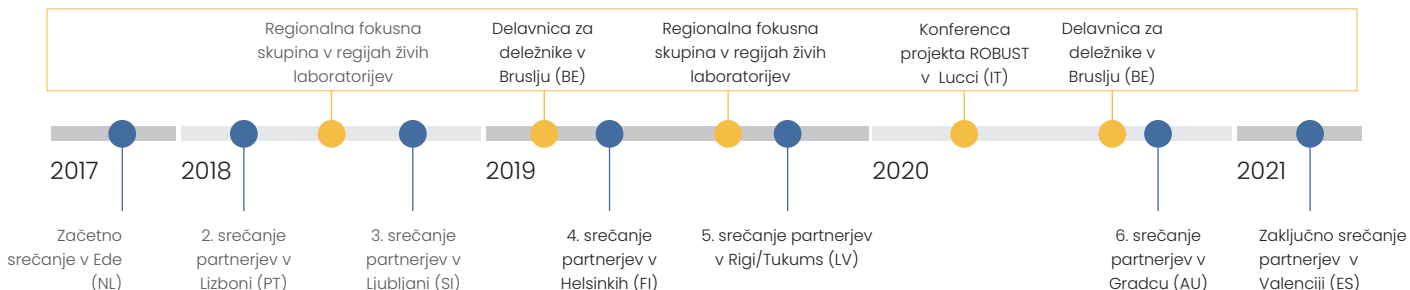 Regionalna fokusna
skupina v regijah živih
laboratorijev
Delavnica za
deležnike v
Bruslju (BE)
Regionalna fokusna
skupina v regijah živih
laboratorijev
Konferenca
projekta ROBUST
v Lucci (IT)
Delavnica za
deležnike v
Bruslju (BE)
2017
2018
2019
2020
2021
Začetno
srečanje v Ede
(NL)
2. srečanje
partnerjev v
Lizboni (PT)
3. srečanje
partnerjev v
Ljubljani (SI)
4. srečanje
partnerjev v
Helsinkih (FI)
5. srečanje partnerjev
v Rigi/Tukums (LV)
6. srečanje
partnerjev v
Gradcu (AU)
Zaključno srečanje
partnerjev v
Valenciji (ES)